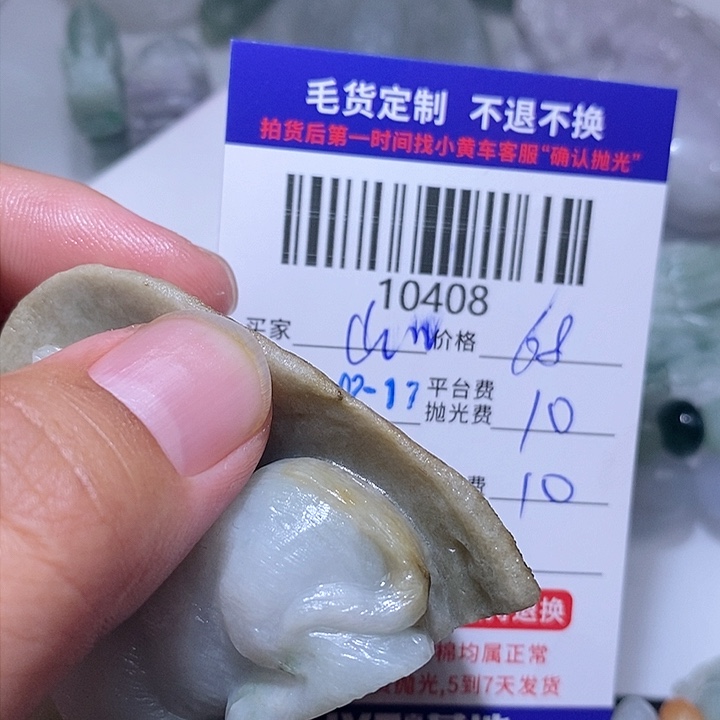 毛货定制 不退不换
拍货后第一时间找小黄车客服“确认抛光”
10408
买家 价格 68
02-17 平台费
抛光费 10
费 10
换
棉均属正常
抛光,5到7天发货